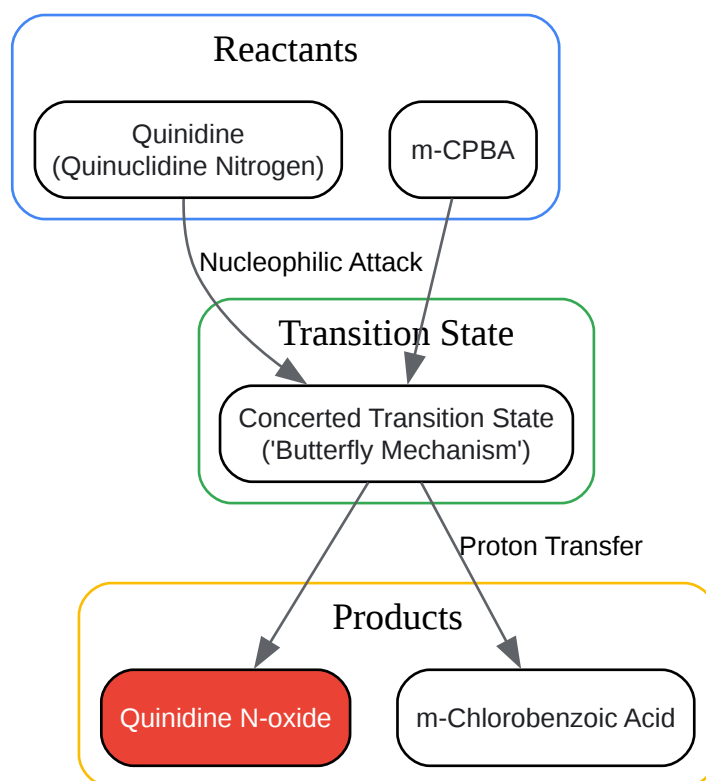 Reactants
Quinidine
(Quinuclidine Nitrogen)
m-CPBA
Nucleophilic Attack
Transition State
Concerted Transition State
('Butterfly Mechanism')
Proton Transfer
Products
Quinidine N-oxide
m-Chlorobenzoic Acid